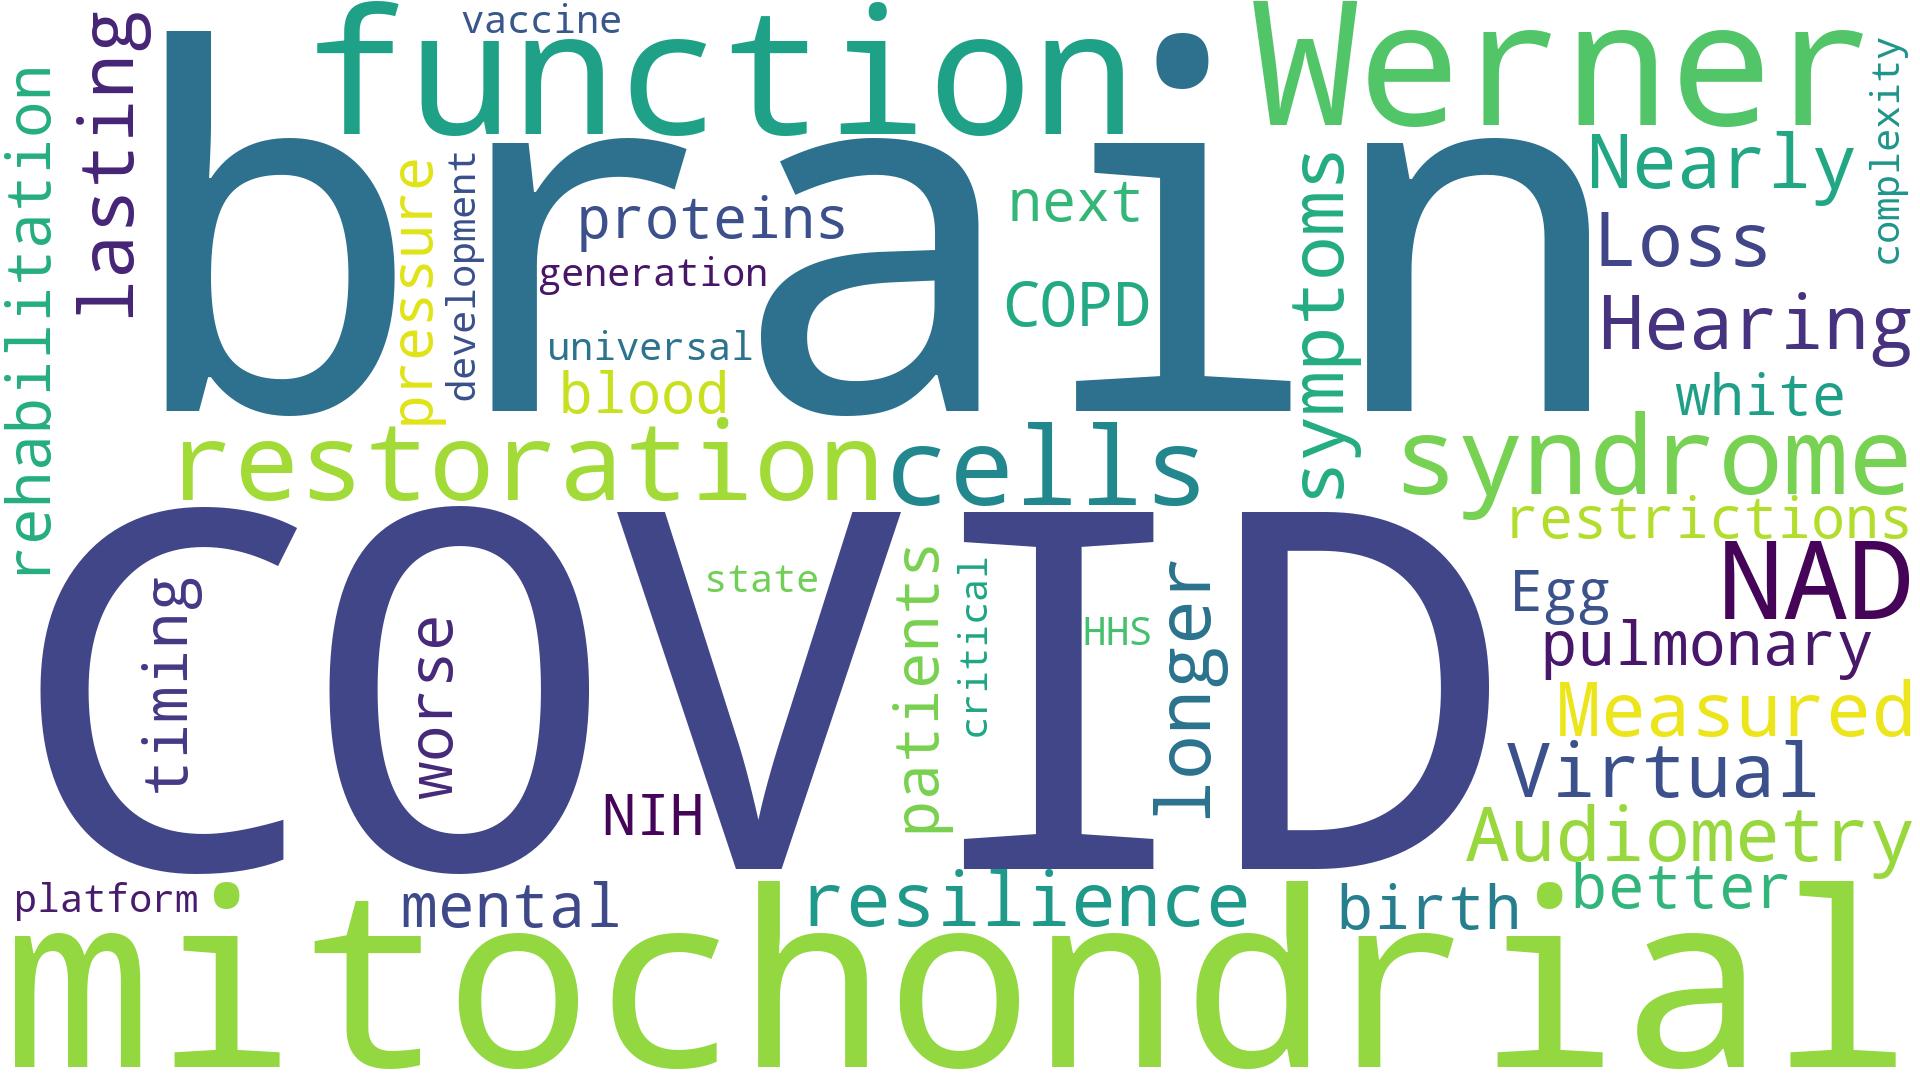 vaccine
function
Werner
complexity
lasting
rehabilitation
brain
Nearly
pressure
development
proteins
next
symptoms
Loss
generation
COPD
Hearing
universal
blood
white
restoration
cells
syndrome
restrictions
COVID
NAD
timing
worse
state
patients
critical
HHS
longer
Egg
pulmonary
Measured
Virtual
NIH
Audiometry
platform
mental
resilience
birth
better
mitochondrial